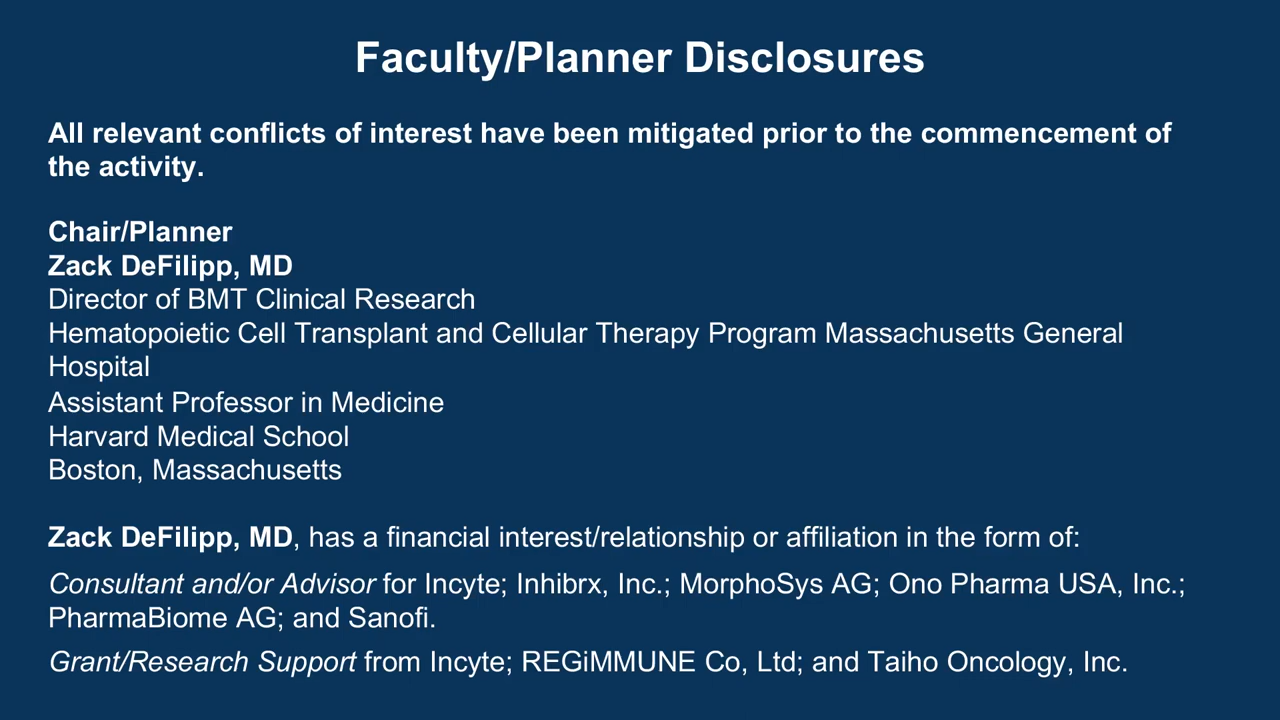 Faculty/Planner Disclosures
All relevant conflicts of interest have been mitigated prior to the commencement of
the activity.
Chair/Planner
Zack DeFilipp, MD
Director of BMT Clinical Research
Hematopoietic Cell Transplant and Cellular Therapy Program Massachusetts General
Hospital
Assistant Professor in Medicine
Harvard Medical School
Boston, Massachusetts
Zack DeFilipp, MD, has a financial interest/relationship or affiliation in the form of:
Consultant and/or Advisor for Incyte; Inhibrx, Inc.; MorphoSys AG; Ono Pharma USA, Inc.;
PharmaBiome AG; and Sanofi.
Grant/Research Support from Incyte; REGiMMUNE Co, Ltd; and Taiho Oncology, Inc.